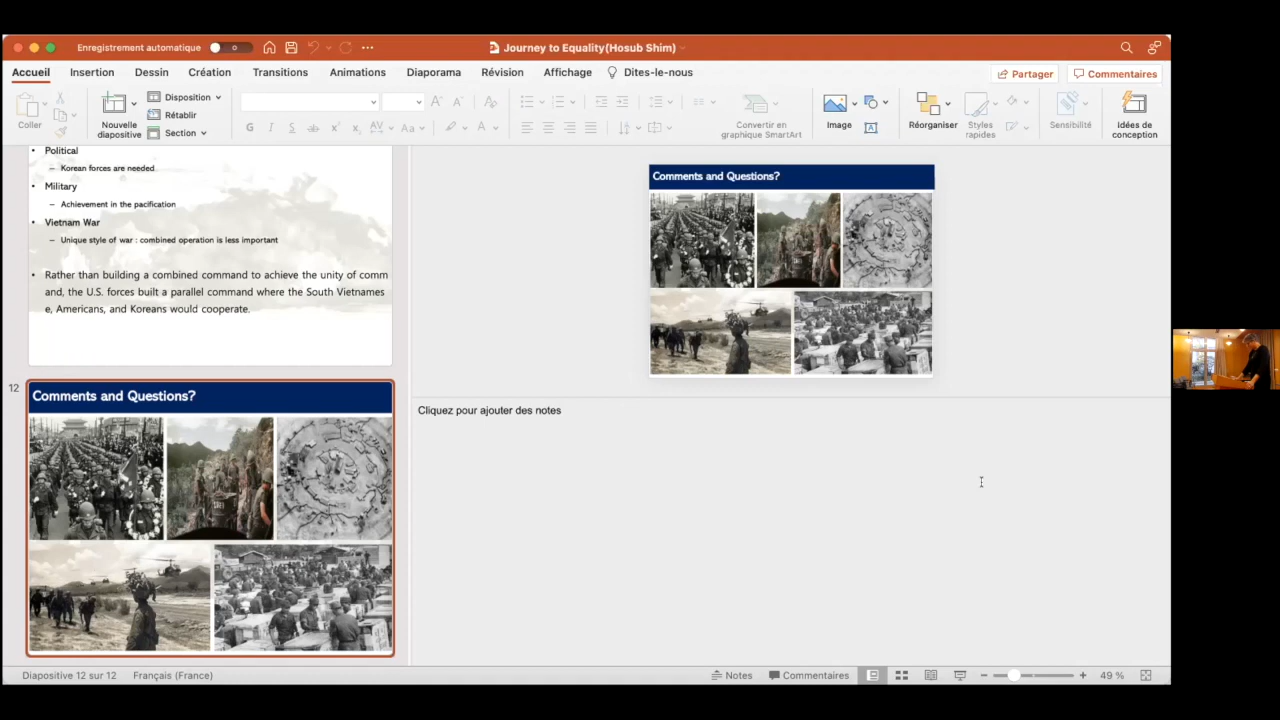 Enregistrement automatique
Journey to Equality(Hosub Shim)
Accueil Insertion Dessin Création Transitions Animations Diaporama Révision Affichage Dites-le-nous Partager Commentaires
Coller
Nouvelle diapositive
Disposition
Rétablir
Section
G I S ab x² x₂ AV Aa A
Convertir en graphique SmartArt
Image
Réorganiser
Styles rapides
Sensibilité
Idées de conception
• Political
– Korean forces are needed
• Military
– Achievement in the pacification
• Vietnam War
– Unique style of war : combined operation is less important
• Rather than building a combined command to achieve the unity of comm
and, the U.S. forces built a parallel command where the South Vietnames
e, Americans, and Koreans would cooperate.
12
Comments and Questions?
Comments and Questions?
Cliquez pour ajouter des notes
Diapositive 12 sur 12 Français (France) Notes Commentaires 49 %